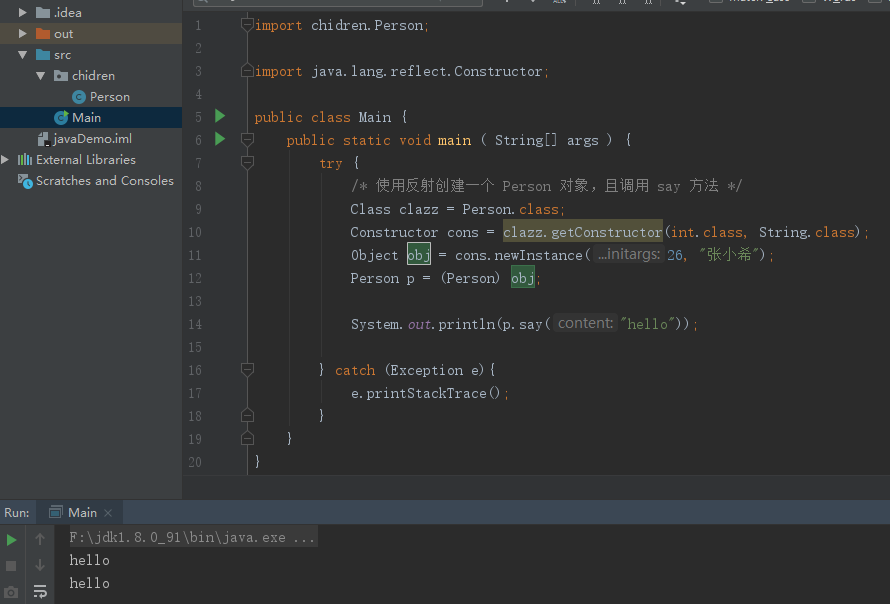 .idea
out
src
chidren
Person
Main
javaDemo.iml
External Libraries
Scratches and Consoles
1 import chidren.Person;
2
3 import java.lang.reflect.Constructor;
4
5 public class Main {
6 public static void main ( String[] args ) {
7 try {
8 /* 使用反射创建一个 Person 对象，且调用 say 方法 */
9 Class clazz = Person.class;
10 Constructor cons = clazz.getConstructor(int.class, String.class);
11 Object obj = cons.newInstance( ...initargs: 26, "张小希");
12 Person p = (Person) obj;
13
14 System.out.println(p.say( content: "hello"));
15
16 } catch (Exception e){
17 e.printStackTrace();
18 }
19 }
20 }
Run: Main
F:\jdk1.8.0_91\bin\java.exe ...
hello
hello